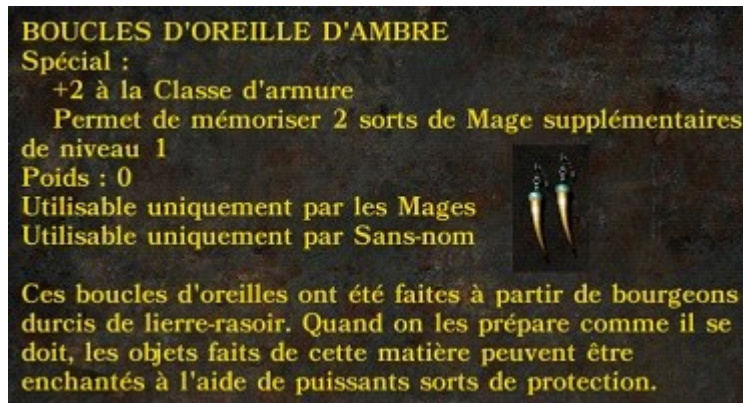 BOUCLES D'OREILLE D'AMBRE
Spécial :
+2 à la Classe d'armure
Permet de mémoriser 2 sorts de Mage supplémentaires
de niveau 1
Poids : 0
Utilisable uniquement par les Mages
Utilisable uniquement par Sans-nom
Ces boucles d'oreilles ont été faites à partir de bourgeons
durcis de lierre-rasoir. Quand on les prépare comme il se
doit, les objets faits de cette matière peuvent être
enchantés à l'aide de puissants sorts de protection.